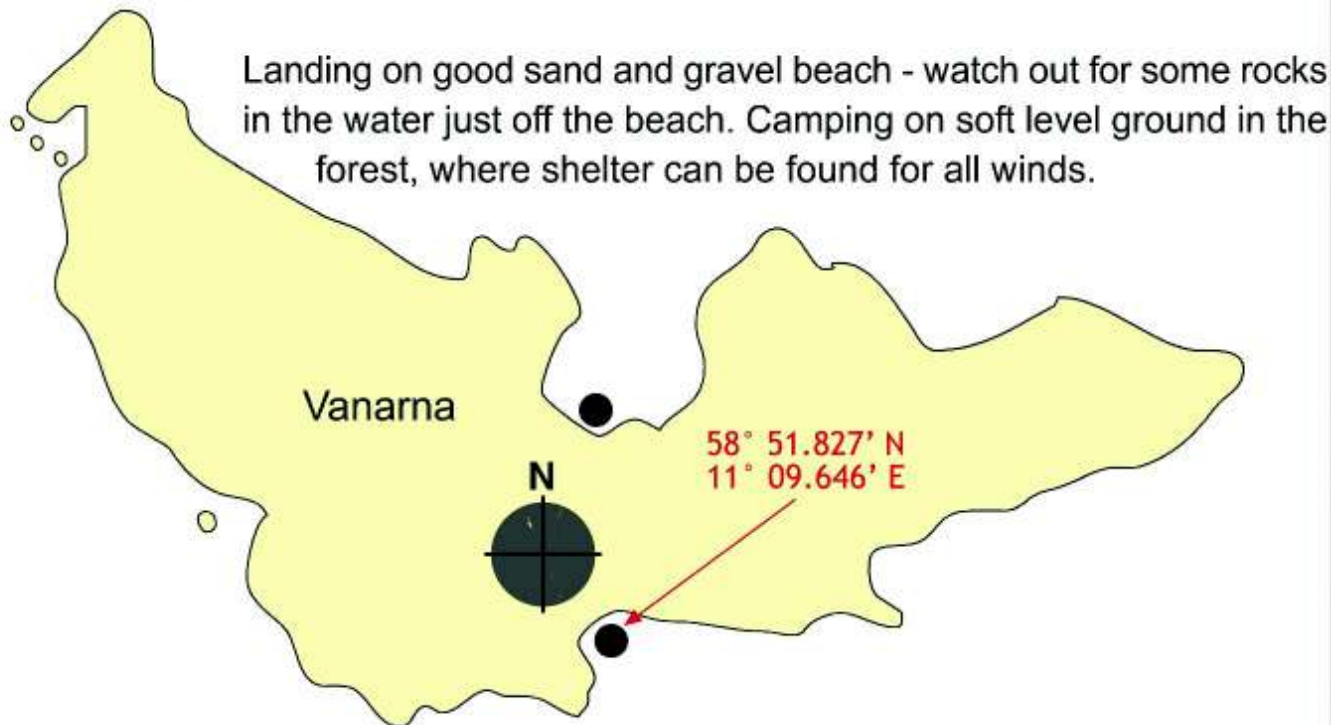 Landing on good sand and gravel beach - watch out for some rocks
in the water just off the beach. Camping on soft level ground in the
forest, where shelter can be found for all winds.
Vanarna
58° 51.827’ N
11° 09.646’ E
N